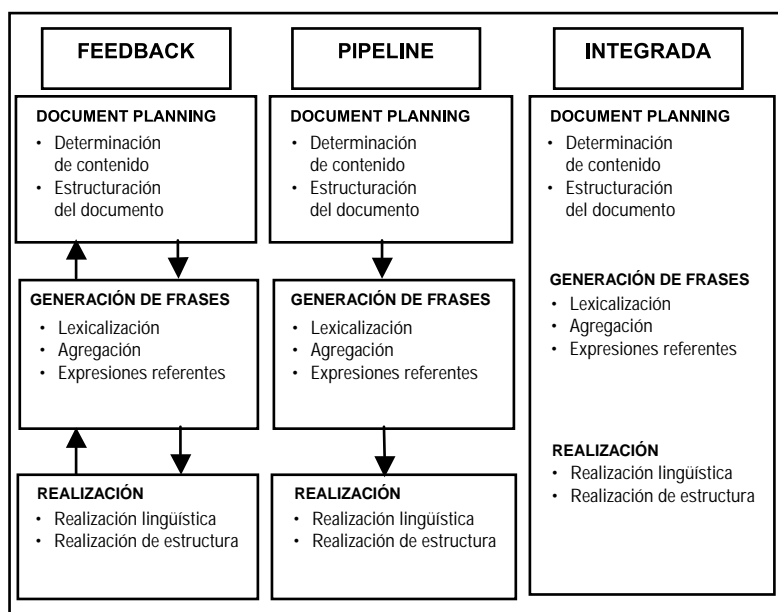 FEEDBACK
DOCUMENT PLANNING
• Determinación
de contenido
• Estructuración
del documento
GENERACIÓN DE FRASES
• Lexicalización
• Agregación
• Expresiones referentes
REALIZACIÓN
• Realización lingüística
• Realización de estructura
PIPELINE
DOCUMENT PLANNING
• Determinación
de contenido
• Estructuración
del documento
GENERACIÓN DE FRASES
• Lexicalización
• Agregación
• Expresiones referentes
REALIZACIÓN
• Realización lingüística
• Realización de estructura
INTEGRADA
DOCUMENT PLANNING
• Determinación
de contenido
• Estructuración
del documento
GENERACIÓN DE FRASES
• Lexicalización
• Agregación
• Expresiones referentes
REALIZACIÓN
• Realización lingüística
• Realización de estructura